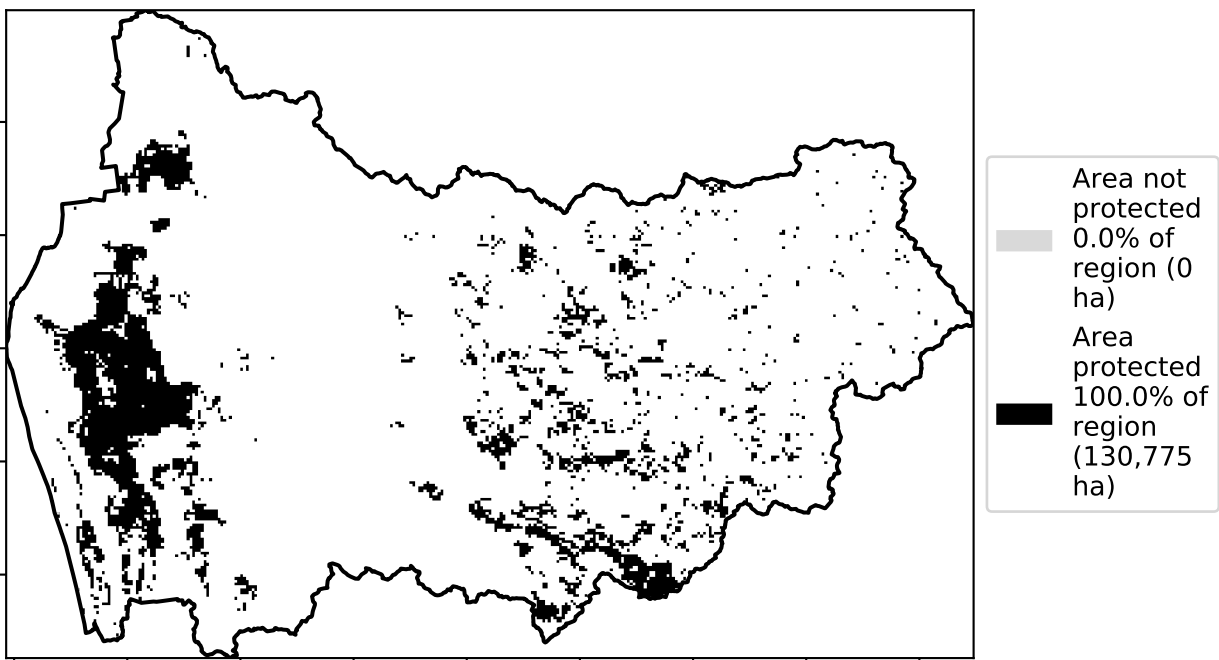 Area not
protected
0.0% of
region (0
ha)
Area
protected
100.0% of
region
(130,775
ha)